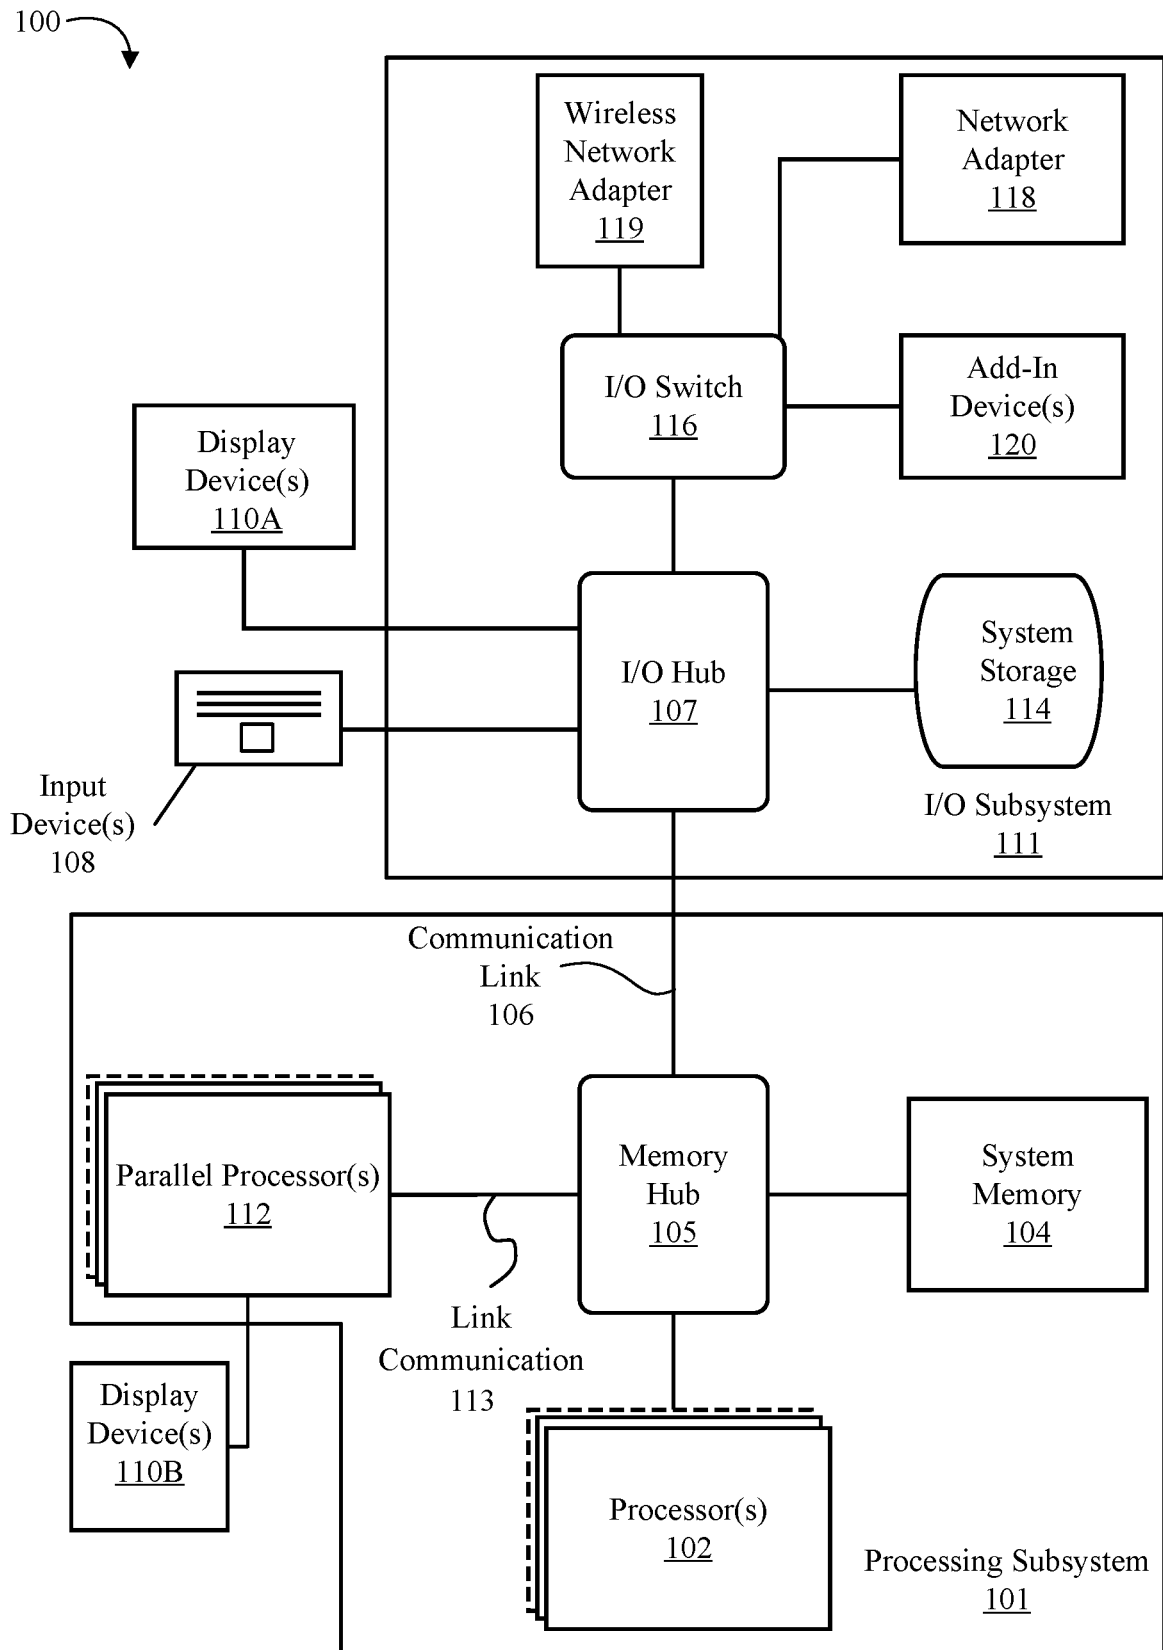 100
Wireless
Network
Adapter
119
Network
Adapter
118
I/O Switch
116
Add-In
Device(s)
120
Display
Device(s)
110A
I/O Hub
107
System
Storage
114
Input
Device(s)
108
I/O Subsystem
111
Communication
Link
106
Parallel Processor(s)
112
Memory
Hub
105
System
Memory
104
Link
Communication
113
Display
Device(s)
110B
Processor(s)
102
Processing Subsystem
101